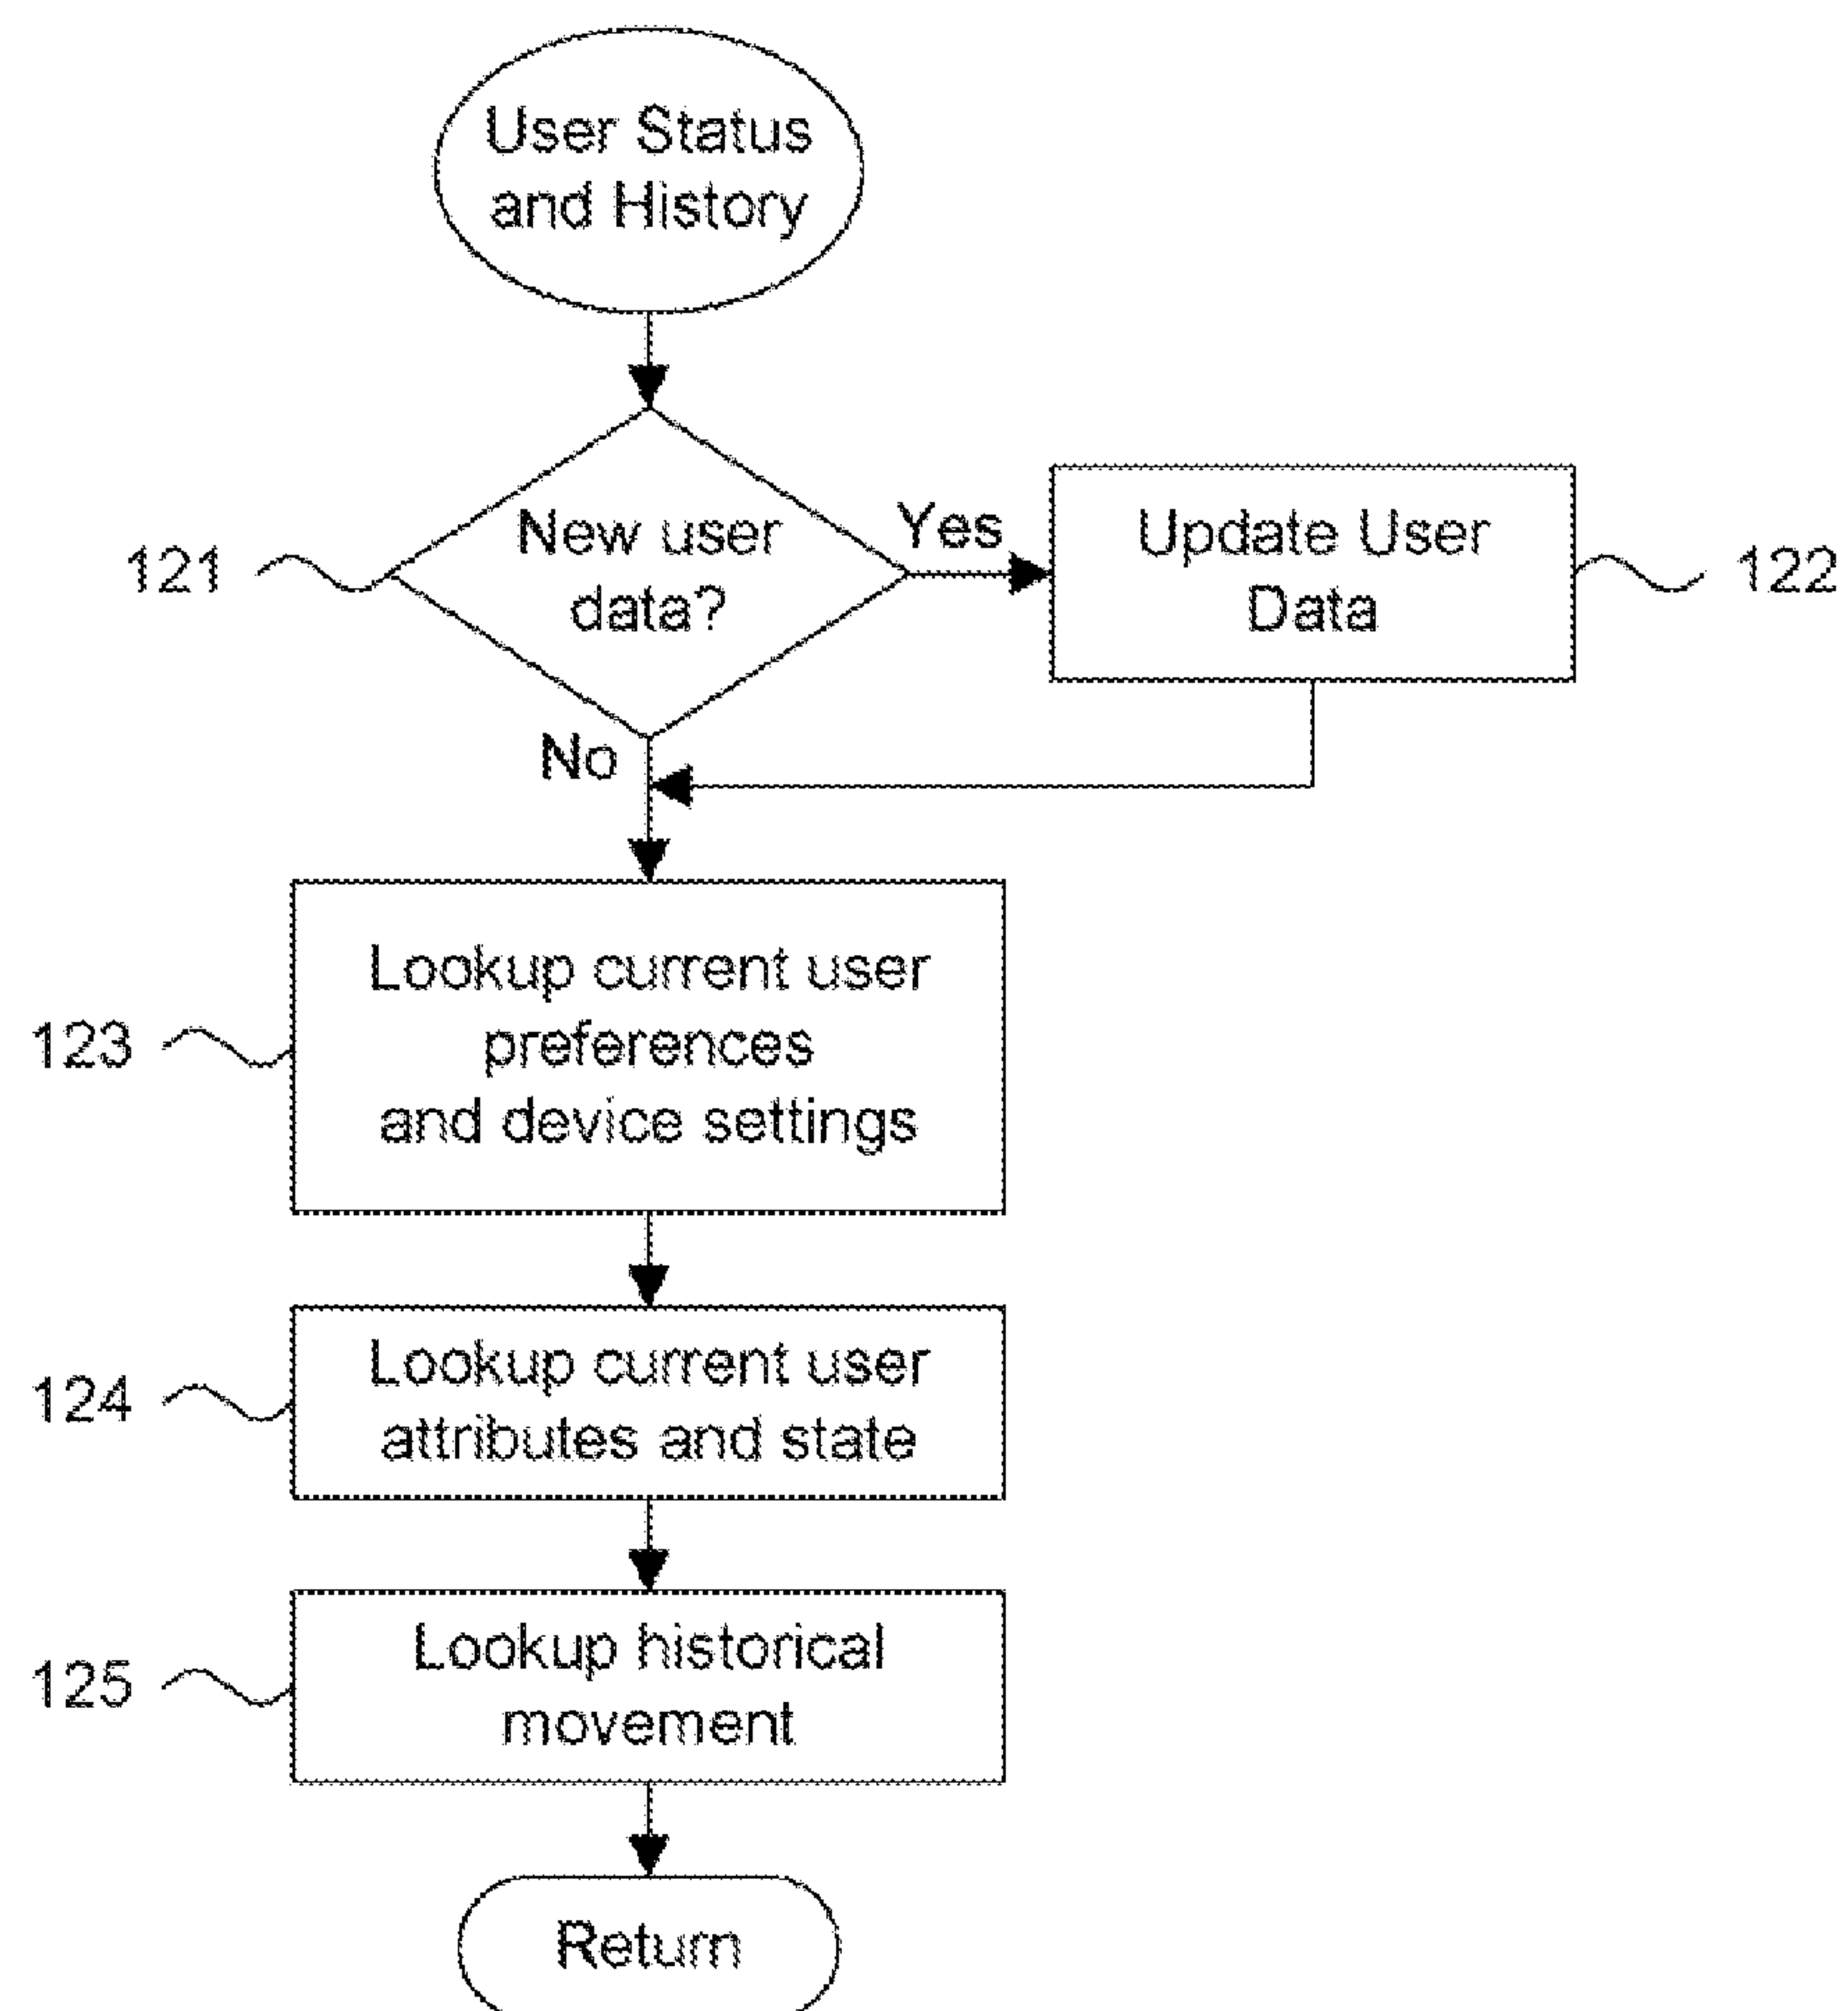 User Status
and History
New user
data?
Yes
Update User
Data
121
122
No
Lookup current user
preferences
and device settings
123
Lookup current user
attributes and state
124
Lookup historical
movement
125
Return